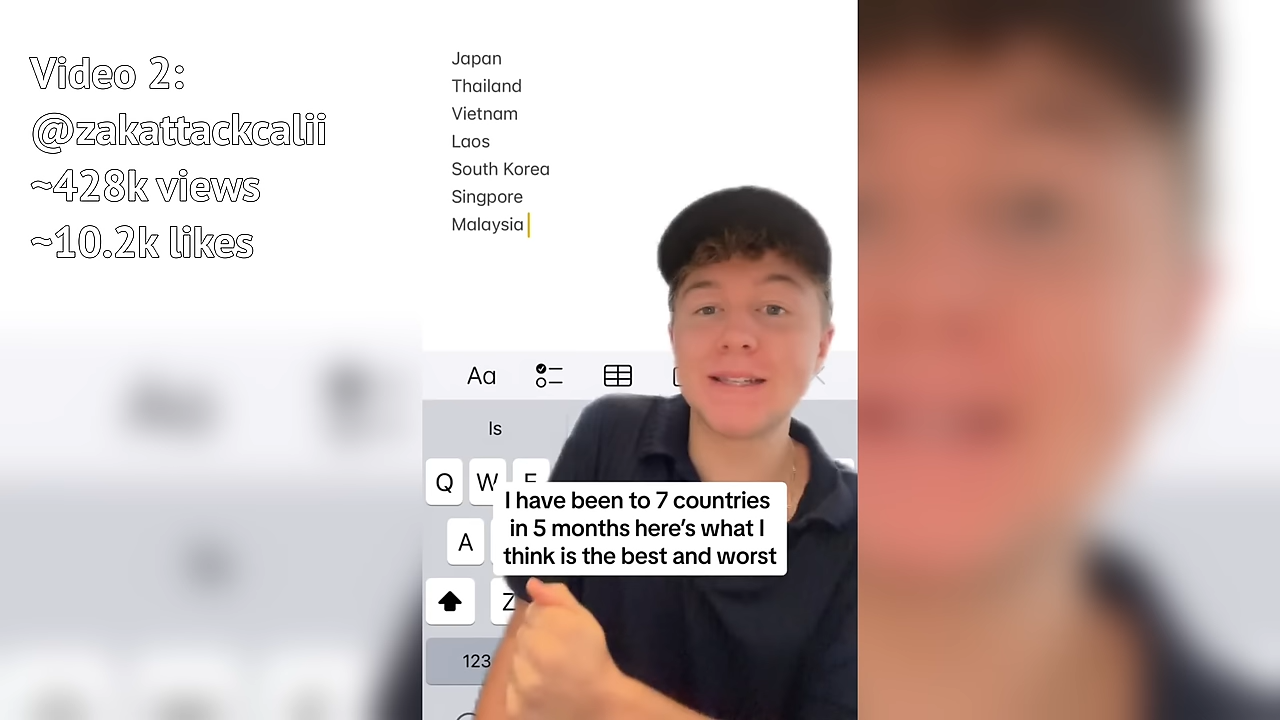 Video 2:
@zakattackcalii
~428k views
~10.2k likes
Japan
Thailand
Vietnam
Laos
South Korea
Singpore
Malaysia
Aa
Is
Q W E
A
Z
123
I have been to 7 countries
in 5 months here's what I
think is the best and worst